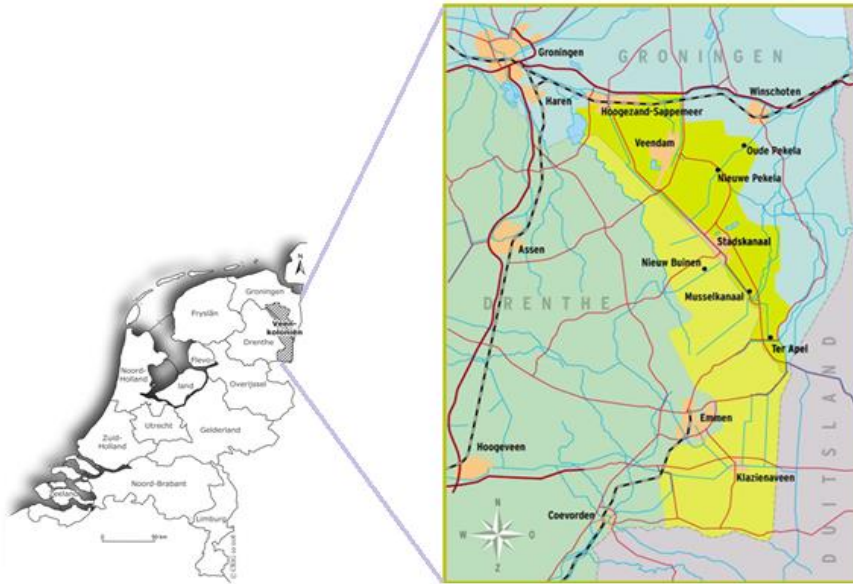 N
Groningen
Fryslân
Veen-
koloniën
Drenthe
Noord-
Holland
Flevo-
land
Overijssel
Utrecht
Gelderland
Zuid-
Holland
Noord-Brabant
Zeeland
Limburg
0
GRONINGEN
Groningen
Haren
Winschoten
Hoogezand-Sappemeer
Veendam
Oude Pekela
Nieuwe Pekela
Assen
Stadskanaal
Nieuw Buinen
DRENTHE
Musselkanaal
Ter Apel
DUITSLAND
Emmen
Hoogeveen
Klazienaveen
Coevorden
N
W
O
Z